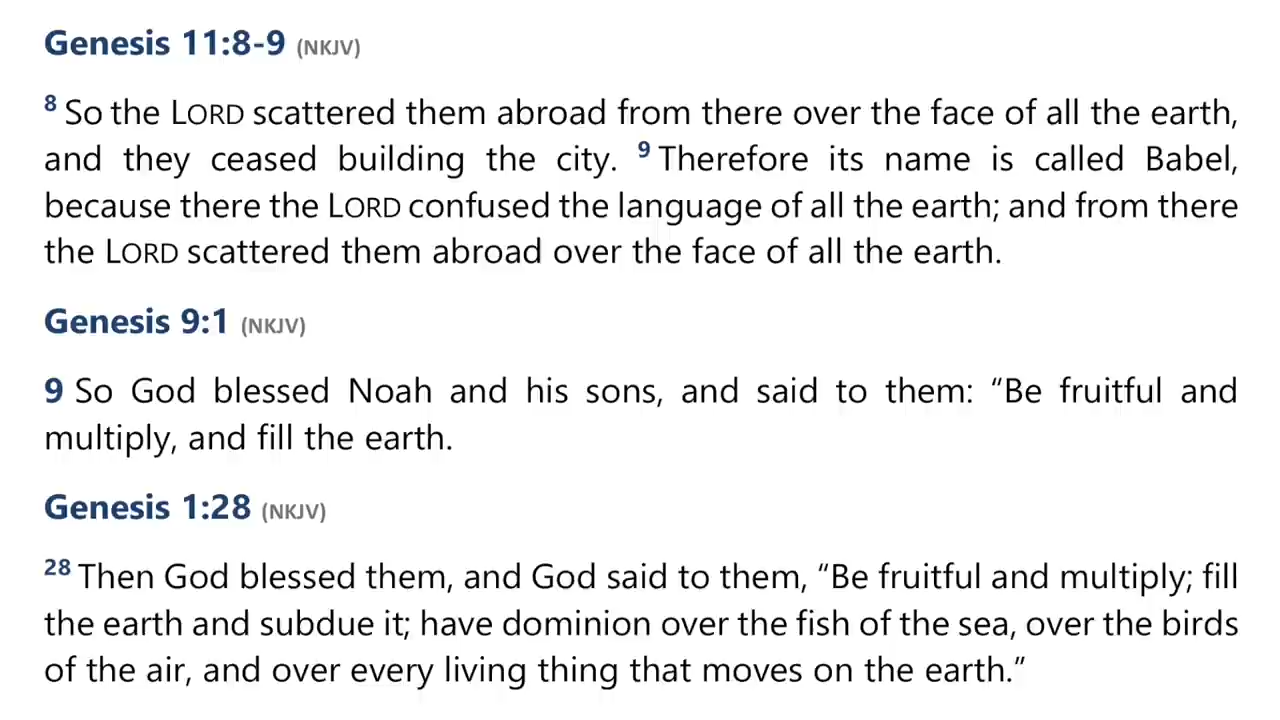 Genesis 11:8-9 (NKJV)
8 So the LORD scattered them abroad from there over the face of all the earth,
and they ceased building the city. 9 Therefore its name is called Babel,
because there the LORD confused the language of all the earth; and from there
the LORD scattered them abroad over the face of all the earth.
Genesis 9:1 (NKJV)
9 So God blessed Noah and his sons, and said to them: “Be fruitful and
multiply, and fill the earth.
Genesis 1:28 (NKJV)
28 Then God blessed them, and God said to them, “Be fruitful and multiply; fill
the earth and subdue it; have dominion over the fish of the sea, over the birds
of the air, and over every living thing that moves on the earth.”